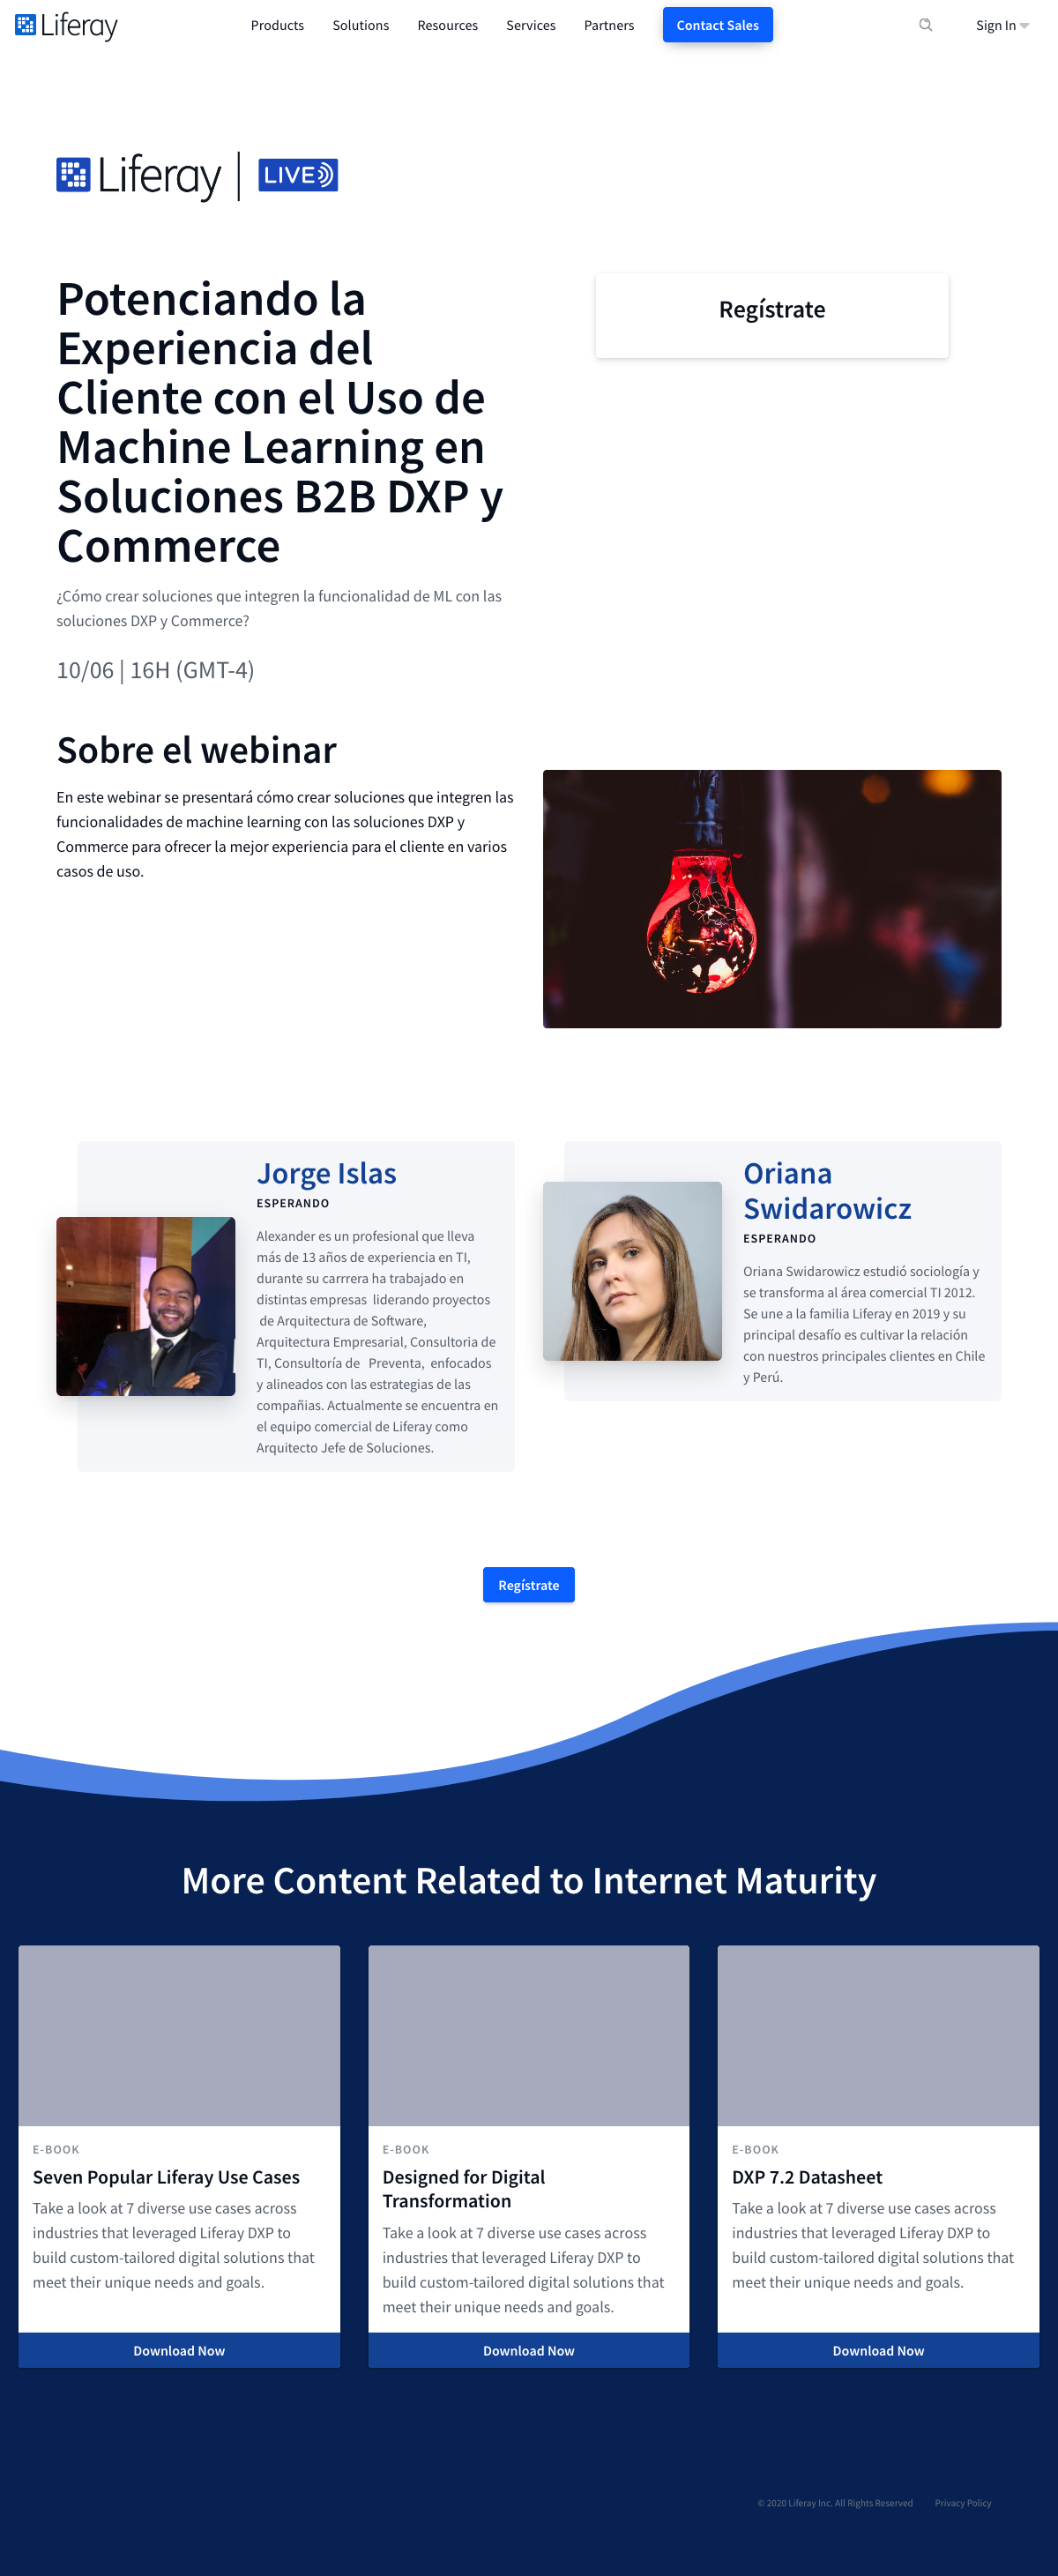 Liferay
Products
Solutions
Resources
Services
Partners
Contact Sales
Sign In
Liferay | LIVE
Potenciando la
Experiencia del
Cliente con el Uso de
Machine Learning en
Soluciones B2B DXP y
Commerce
¿Cómo crear soluciones que integren la funcionalidad de ML con las
soluciones DXP y Commerce?
10/06 | 16H (GMT-4)
Regístrate
Sobre el webinar
En este webinar se presentará cómo crear soluciones que integren las
funcionalidades de machine learning con las soluciones DXP y
Commerce para ofrecer la mejor experiencia para el cliente en varios
casos de uso.
Jorge Islas
ESPERANDO
Alexander es un profesional que lleva
más de 13 años de experiencia en TI,
durante su carrrera ha trabajado en
distintas empresas liderando proyectos
de Arquitectura de Software,
Arquitectura Empresarial, Consultoria de
TI, Consultoría de Preventa, enfocados
y alineados con las estrategias de las
compañias. Actualmente se encuentra en
el equipo comercial de Liferay como
Arquitecto Jefe de Soluciones.
Oriana
Swidarowicz
ESPERANDO
Oriana Swidarowicz estudió sociología y
se transforma al área comercial TI 2012.
Se une a la familia Liferay en 2019 y su
principal desafío es cultivar la relación
con nuestros principales clientes en Chile
y Perú.
Regístrate
More Content Related to Internet Maturity
E-BOOK
Seven Popular Liferay Use Cases
Take a look at 7 diverse use cases across
industries that leveraged Liferay DXP to
build custom-tailored digital solutions that
meet their unique needs and goals.
Download Now
E-BOOK
Designed for Digital
Transformation
Take a look at 7 diverse use cases across
industries that leveraged Liferay DXP to
build custom-tailored digital solutions that
meet their unique needs and goals.
Download Now
E-BOOK
DXP 7.2 Datasheet
Take a look at 7 diverse use cases across
industries that leveraged Liferay DXP to
build custom-tailored digital solutions that
meet their unique needs and goals.
Download Now
© 2020 Liferay Inc. All Rights Reserved
Privacy Policy